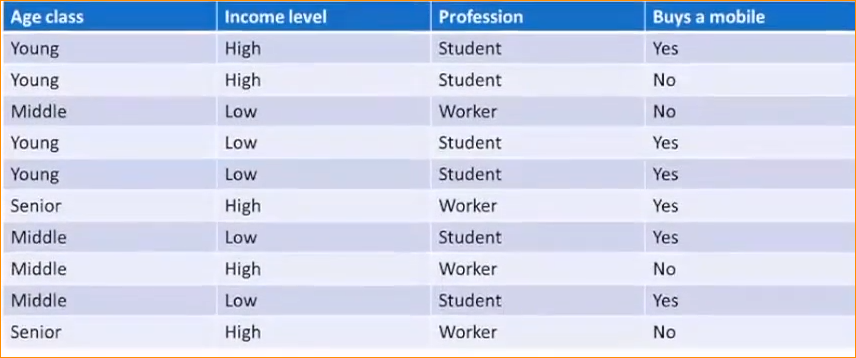 Age class Income level Profession Buys a mobile
Young High Student Yes
Young High Student No
Middle Low Worker No
Young Low Student Yes
Young Low Student Yes
Senior High Worker Yes
Middle Low Student Yes
Middle High Worker No
Middle Low Student Yes
Senior High Worker No